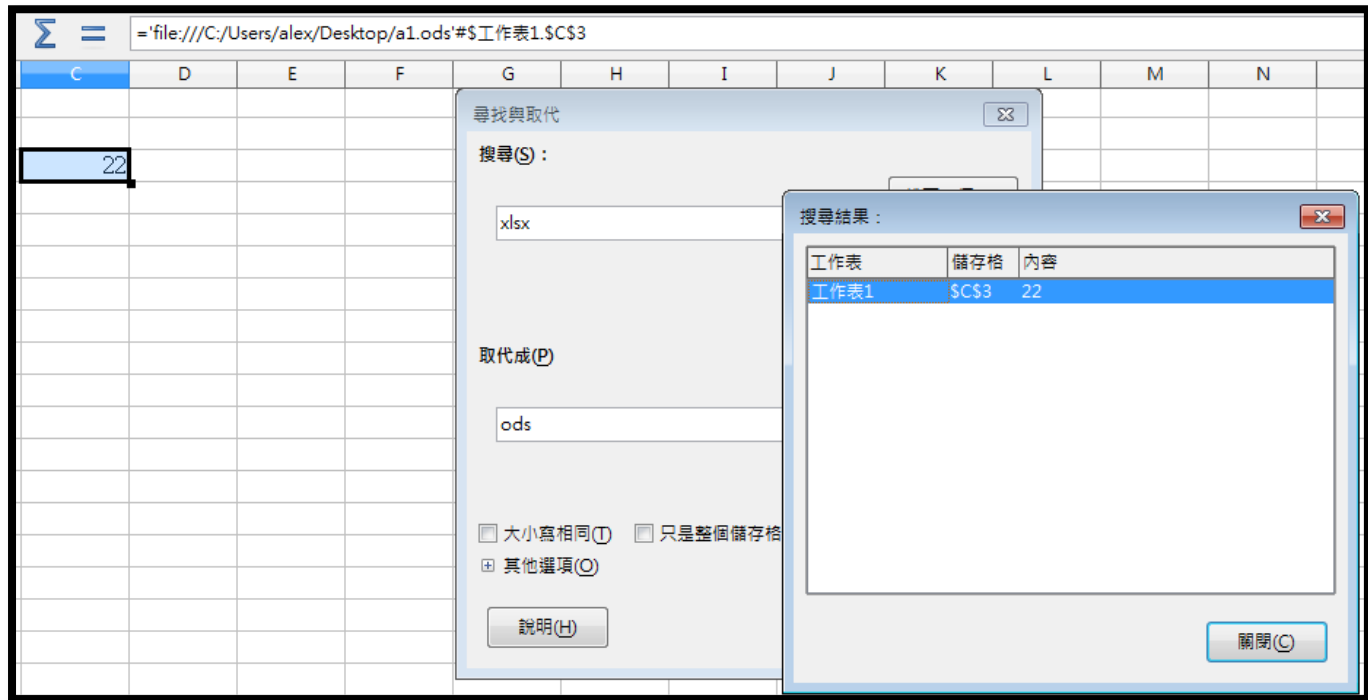 ='file:///C:/Users/alex/Desktop/a1.ods'#$工作表1.$C$3
C D E F G H I J K L M N
22
尋找與取代
搜尋(S)：
xlsx
取代成(P)
ods
大小寫相同(T) 只是整個儲存格
其他選項(O)
說明(H)
搜尋結果：
工作表 儲存格 內容
工作表1 $C$3 22
關閉(C)